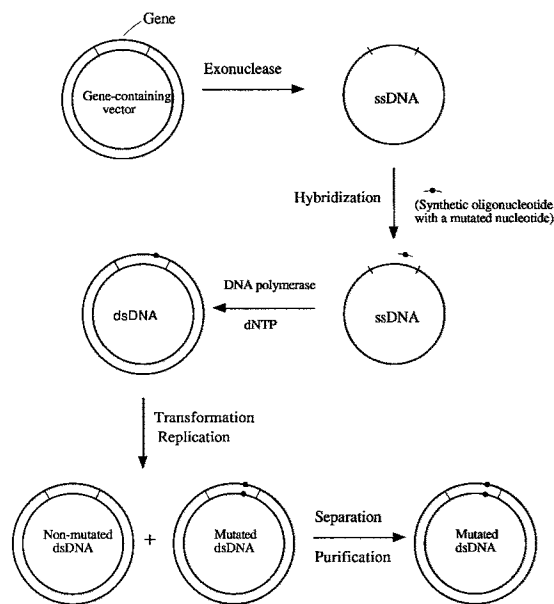 Gene
Exonuclease
Gene-containing
vector
ssDNA
Hybridization
(Synthetic oligonucleotide
with a mutated nucleotide)
DNA polymerase
dNTP
dsDNA
ssDNA
Transformation
Replication
Non-mutated
dsDNA
+
Mutated
dsDNA
Separation
Purification
Mutated
dsDNA